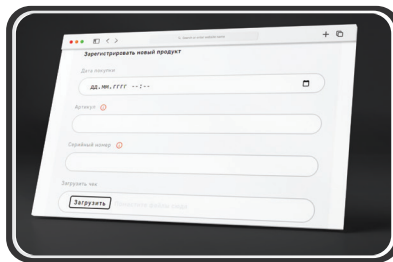 Зарегистрировать новый продукт
Дата покупки
ДД.ММ.ГГГГ --:--
Артикул
Серийный номер
Загрузить чек
Загрузить